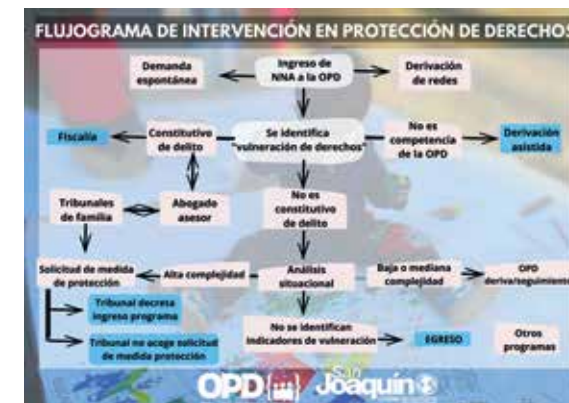 FLUJOGRAMA DE INTERVENCIÓN EN PROTECCIÓN DE DERECHOS
Demanda
espontánea
Ingreso de
NNA a la OPD
Derivación
de redes
Fiscalía
Constitutivo
de delito
Se identifica
"vulneración de derechos"
No es
competencia
de la OPD
Derivación
asistida
Tribunales
de familia
Abogado
asesor
No es
constitutivo
de delito
Solicitud de medida
de protección
Alta complejidad
Análisis
situacional
Baja o mediana
complejidad
OPD
deriva/seguimiento
Tribunal decreta
ingreso programa
Tribunal no acoge solicitud
de medida protección
No se identifican
indicadores de vulneración
EGRESO
Otros
programas
OPD
San
Joaquín